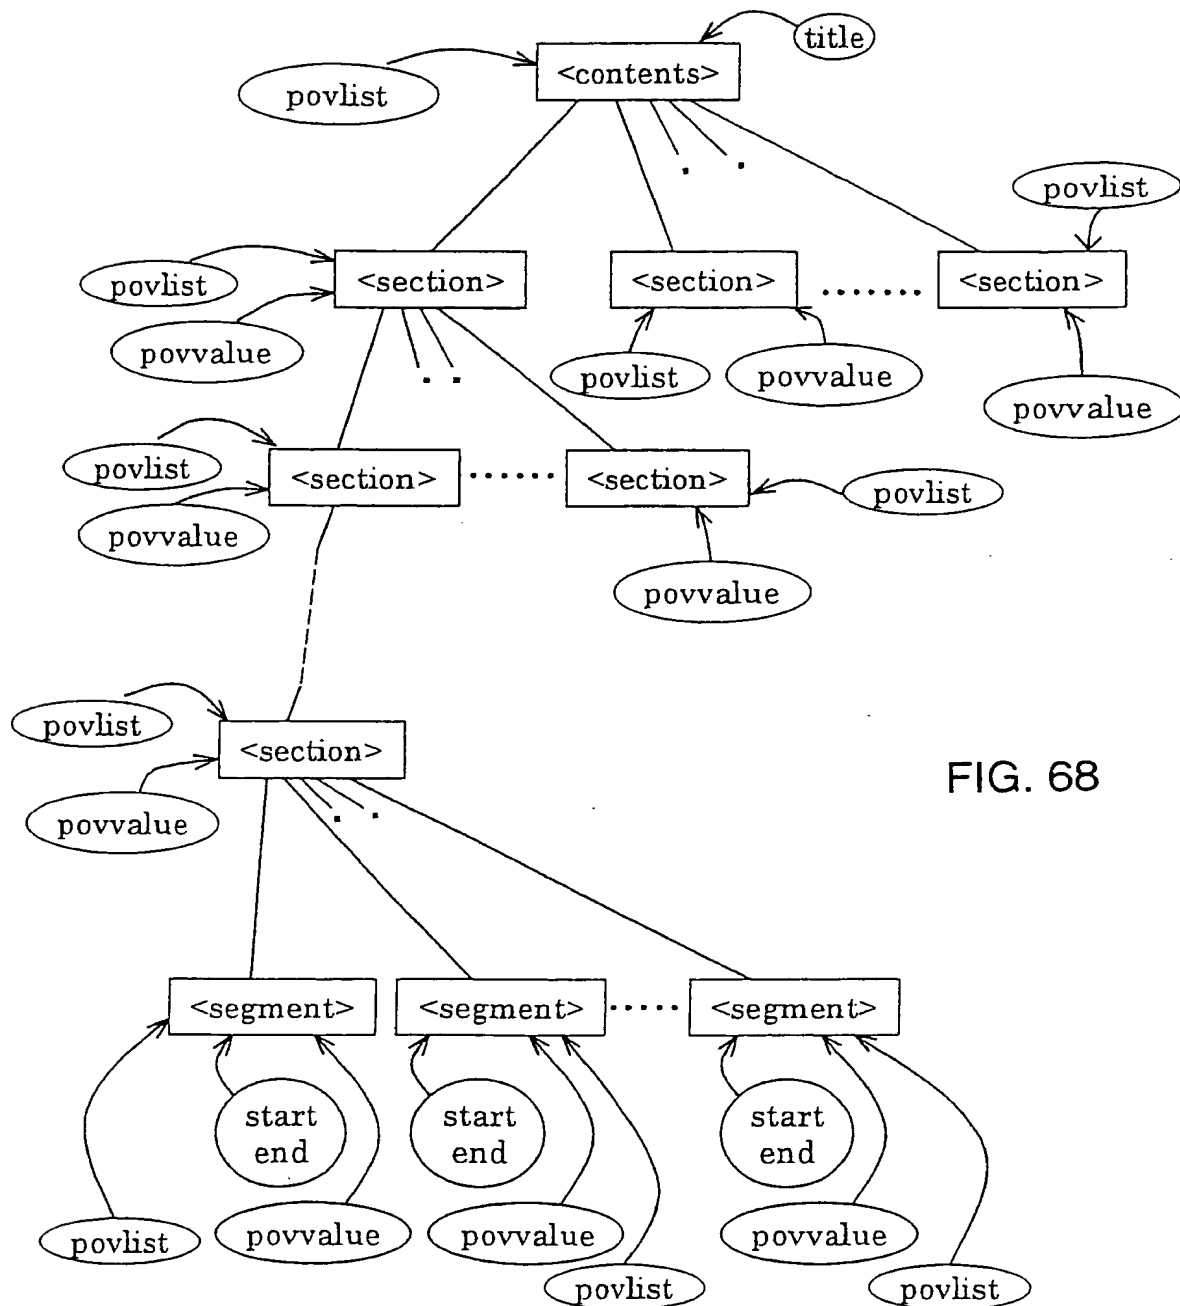 title
<contents>
povlist
povlist
povlist
<section>
<section>
<section>
povvalue
povlist
povvalue
povvalue
povlist
<section>
<section>
povlist
povvalue
povvalue
povlist
<section>
povvalue
FIG. 68
<segment>
<segment>
<segment>
start
end
start
end
start
end
povlist
povvalue
povvalue
povlist
povvalue
povlist